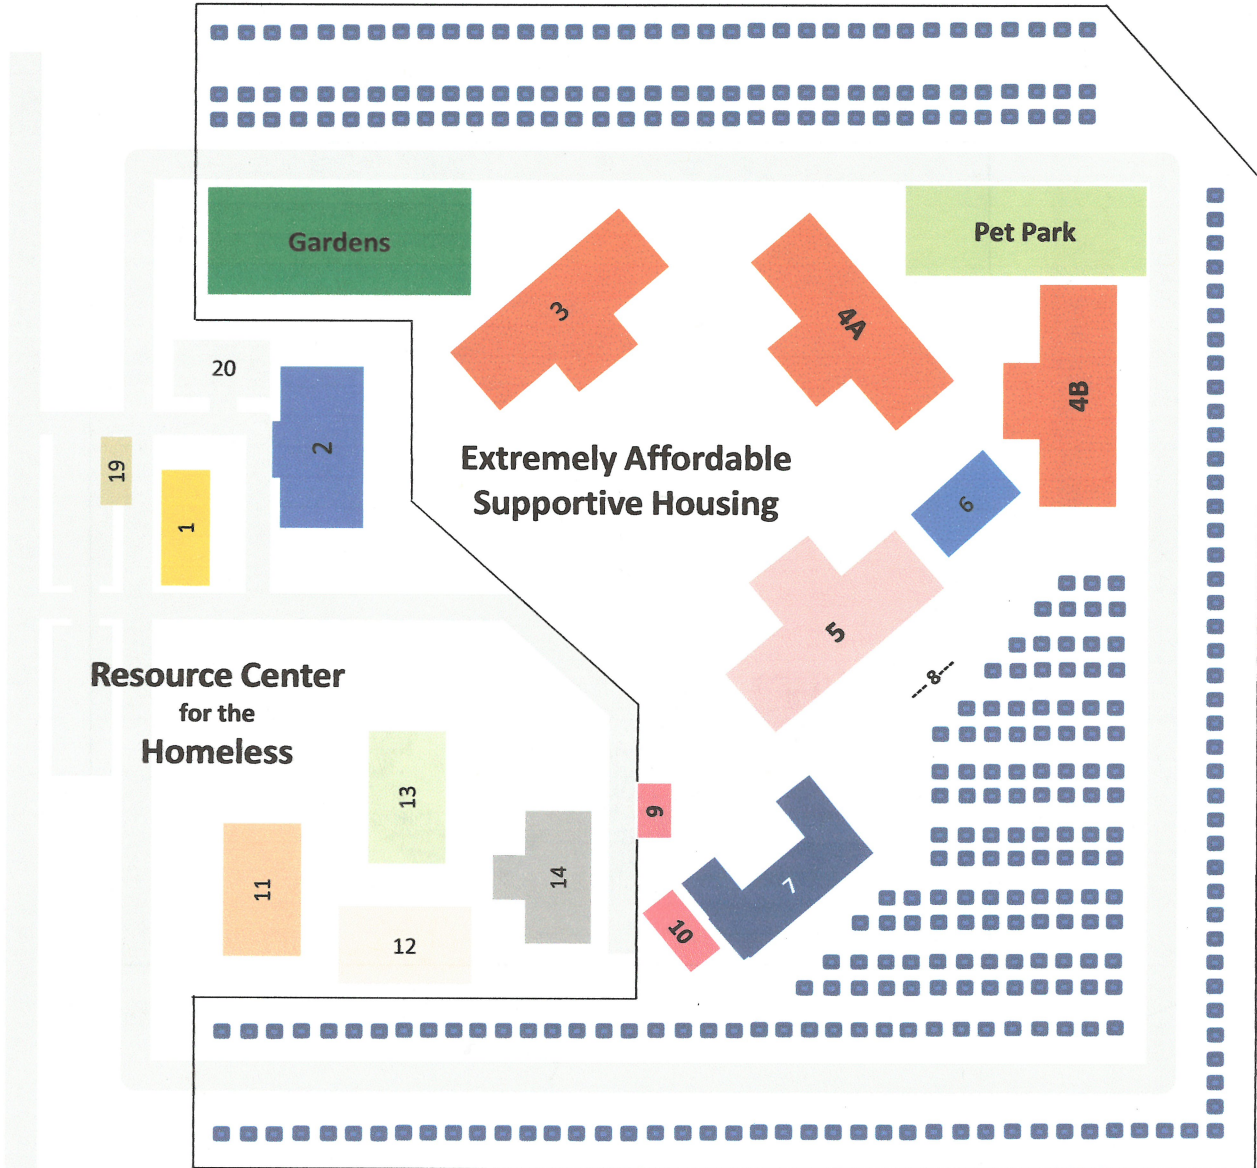 Gardens
Pet Park
3
4A
4B
20
2
19
1
Extremely Affordable
Supportive Housing
6
5
---8---
Resource Center
for the
Homeless
13
9
11
14
7
12
10